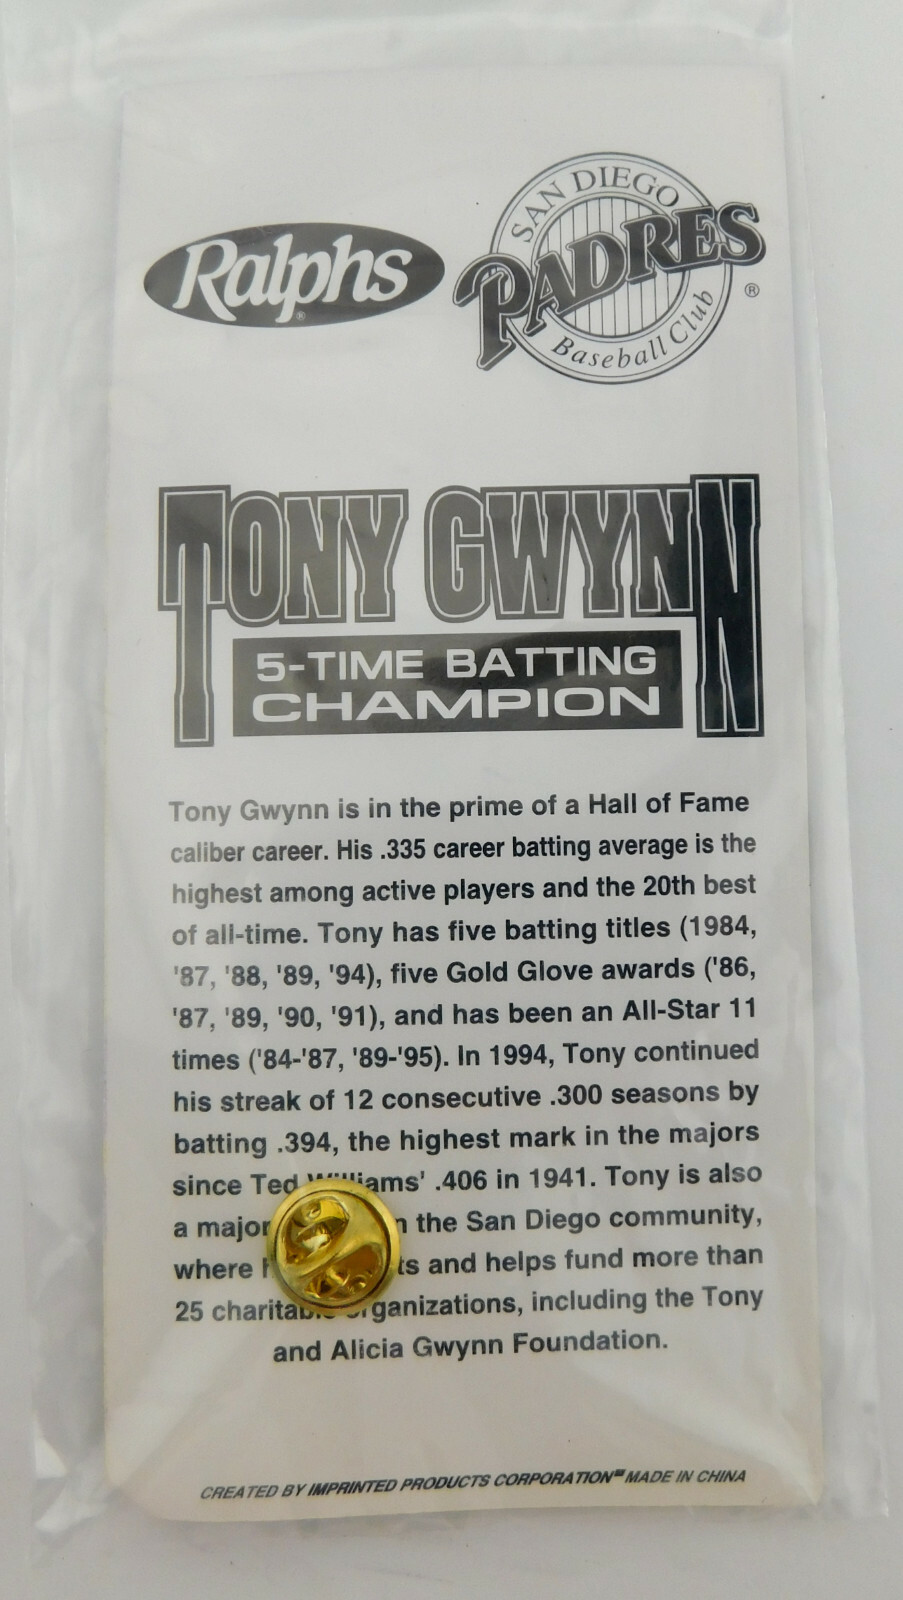 Ralphs®
SAN DIEGO
PADRES®
Baseball Club
TONY GWYNN
5-TIME BATTING
CHAMPION
Tony Gwynn is in the prime of a Hall of Fame
caliber career. His .335 career batting average is the
highest among active players and the 20th best
of all-time. Tony has five batting titles (1984,
'87, '88, '89, '94), five Gold Glove awards ('86,
'87, '89, '90, '91), and has been an All-Star 11
times ('84-'87, '89-'95). In 1994, Tony continued
his streak of 12 consecutive .300 seasons by
batting .394, the highest mark in the majors
since Ted Williams' .406 in 1941. Tony is also
a major the San Diego community,
where and helps fund more than
25 charitable organizations, including the Tony
and Alicia Gwynn Foundation.
CREATED BY IMPRINTED PRODUCTS CORPORATION℠ MADE IN CHINA